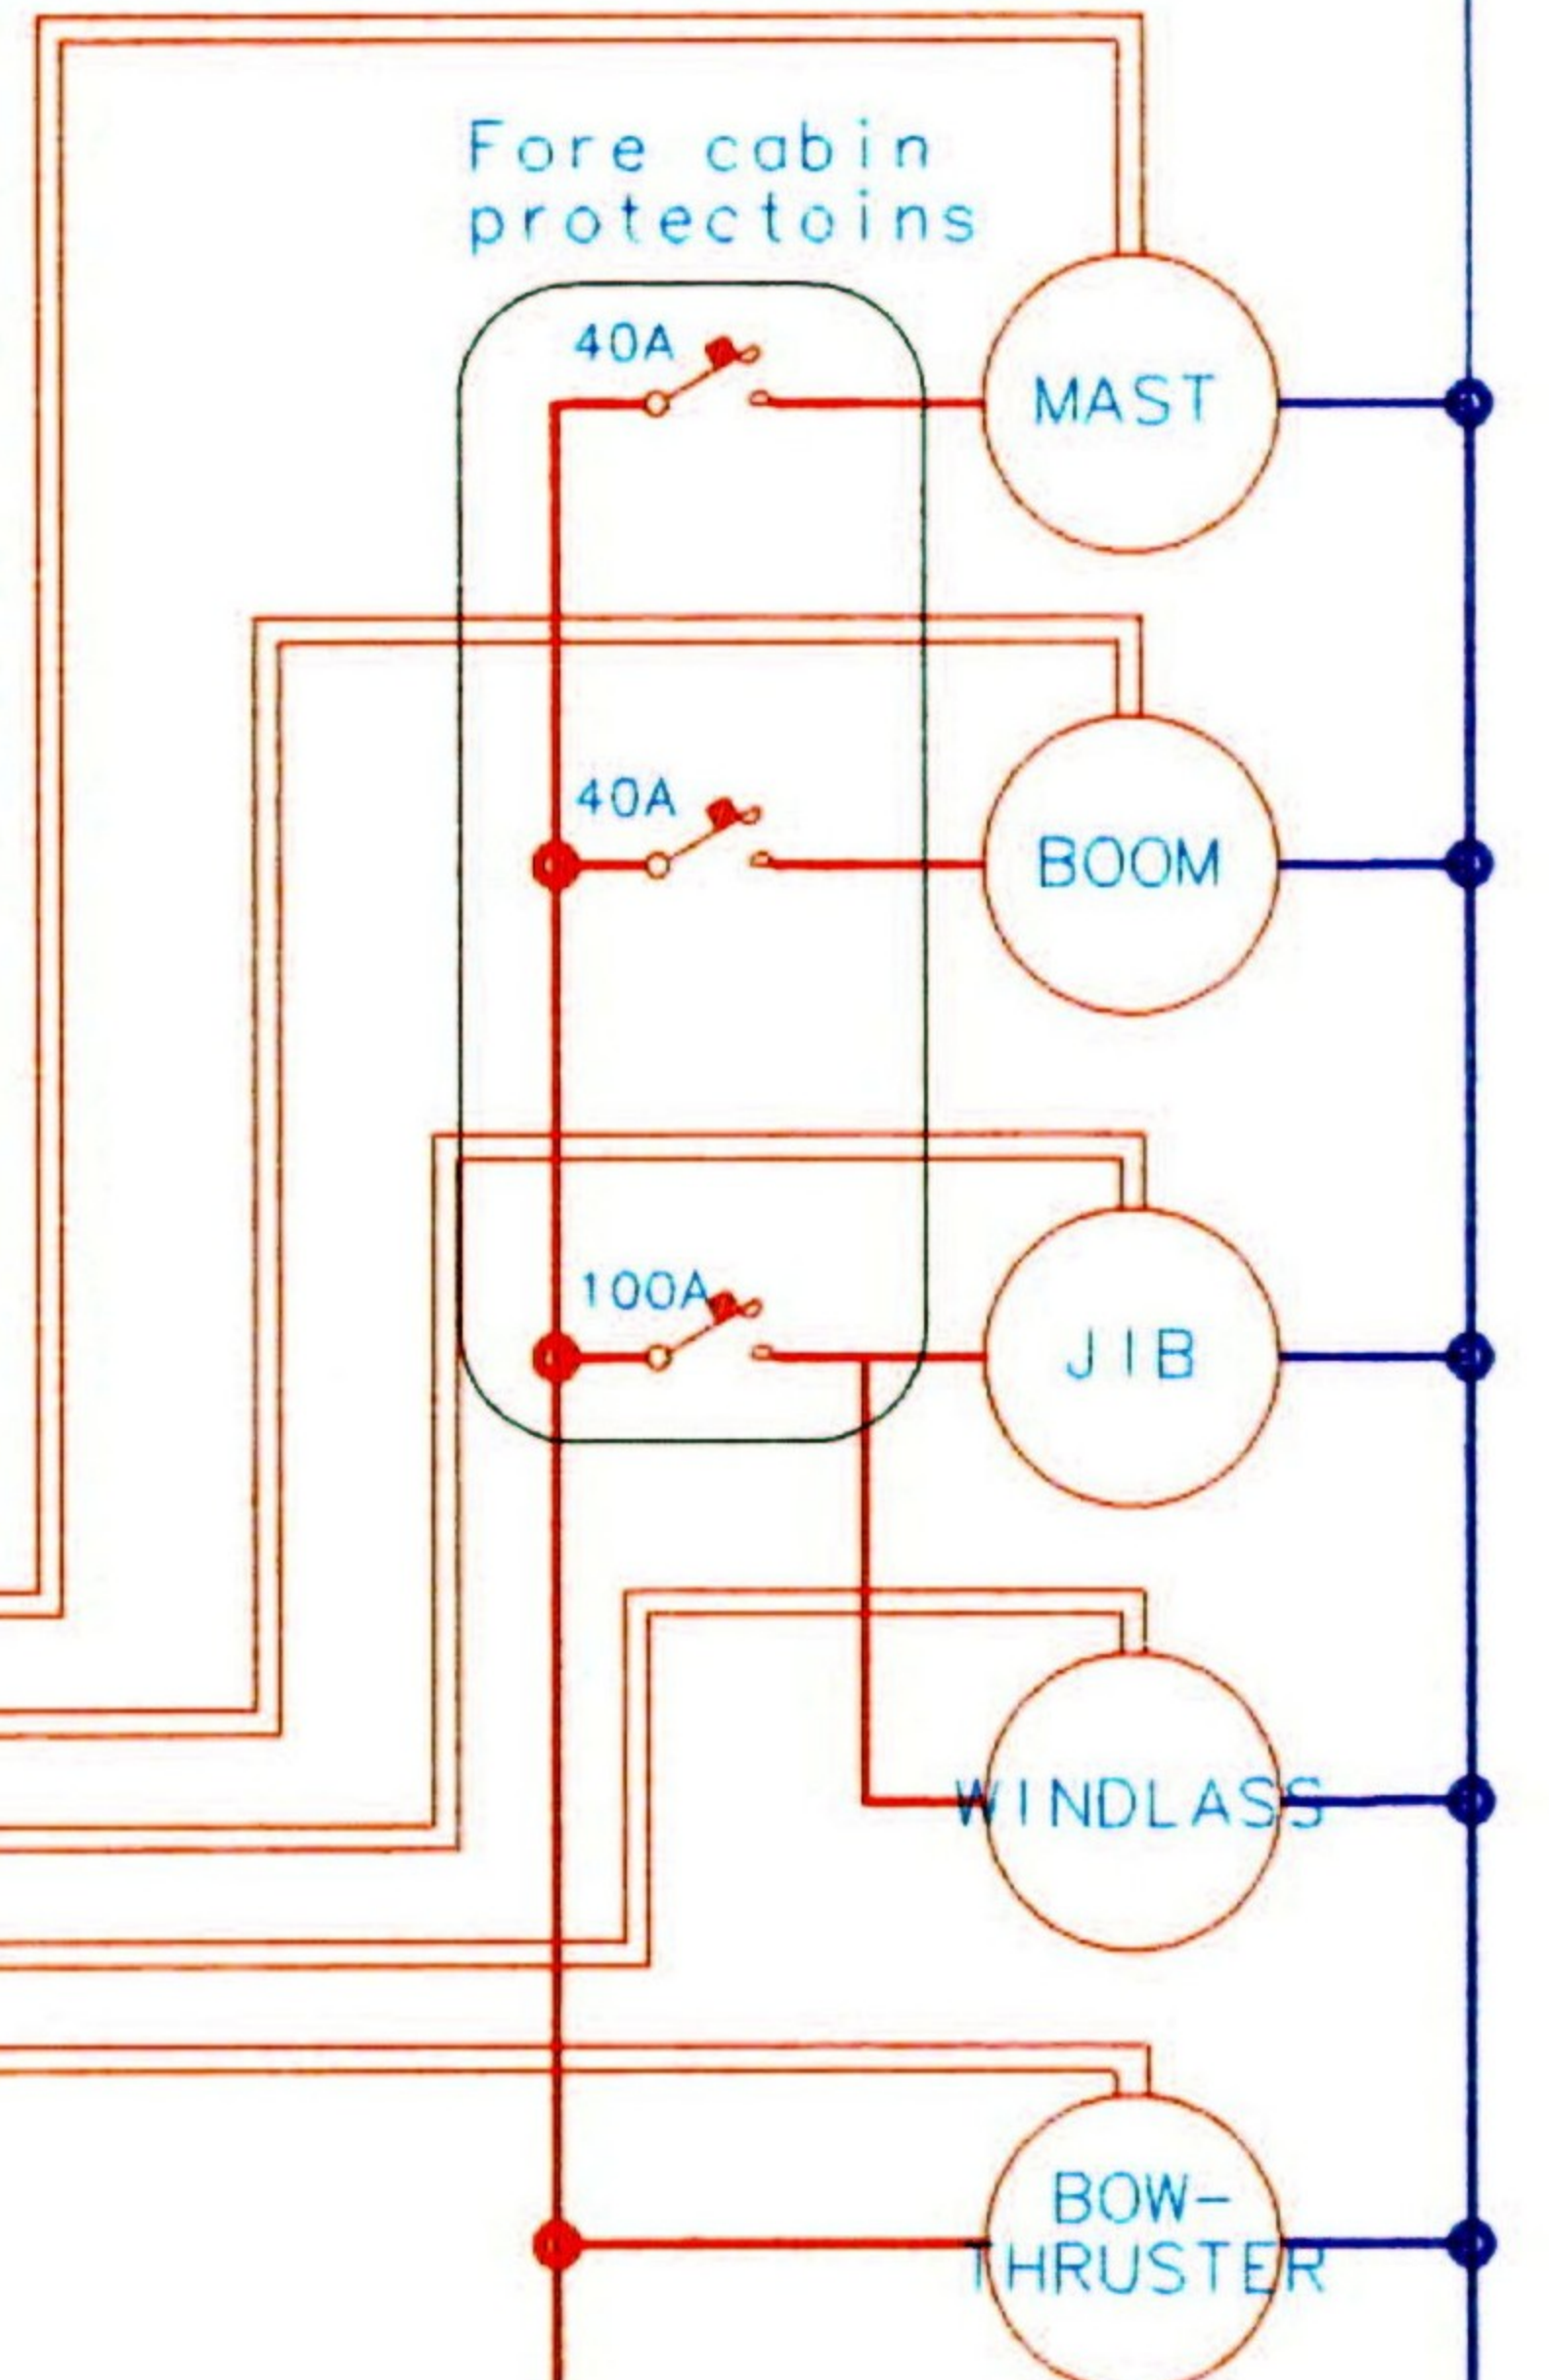 Fore cabin
protectoins
40A
MAST
40A
BOOM
100A
JIB
WINDLASS
BOW-
THRUSTER